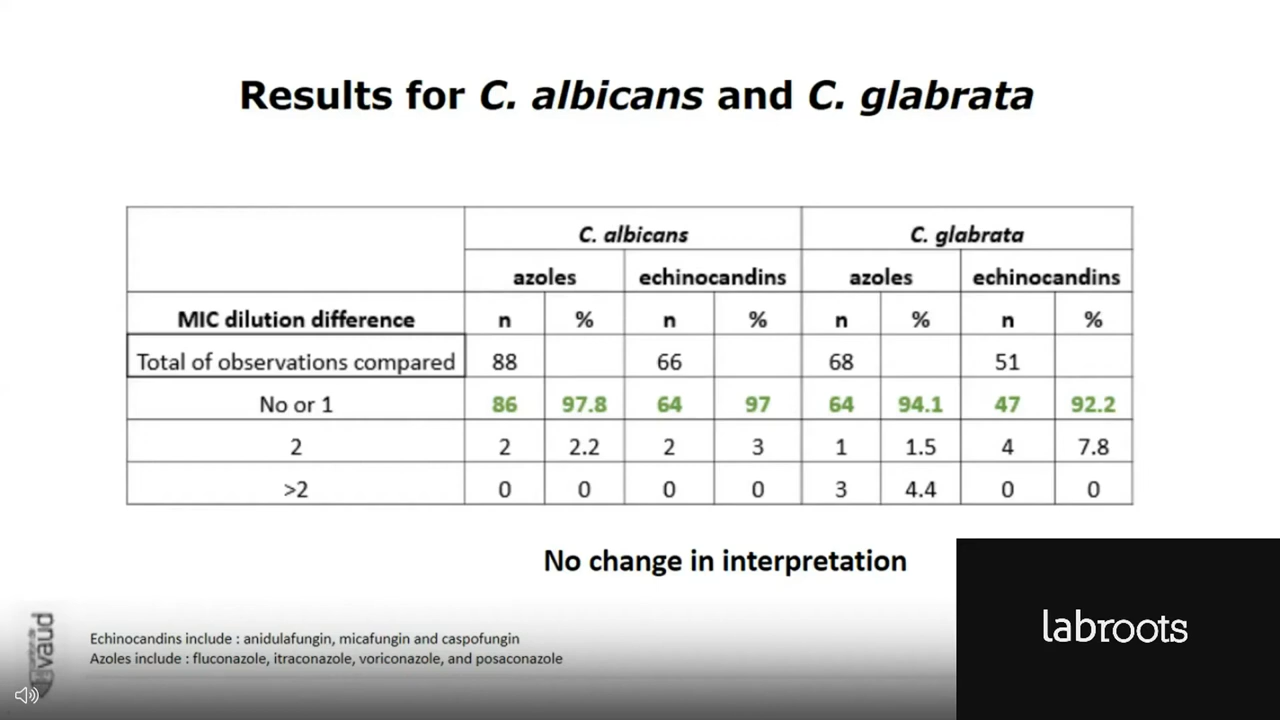 Results for C. albicans and C. glabrata
C. albicans C. glabrata
azoles echinocandins azoles echinocandins
MIC dilution difference n % n % n % n %
Total of observations compared 88 66 68 51
No or 1 86 97.8 64 97 64 94.1 47 92.2
2 2 2.2 2 3 1 1.5 4 7.8
>2 0 0 0 0 3 4.4 0 0
No change in interpretation
Echinocandins include : anidulafungin, micafungin and caspofungin
Azoles include : fluconazole, itraconazole, voriconazole, and posaconazole
vaud
labroots